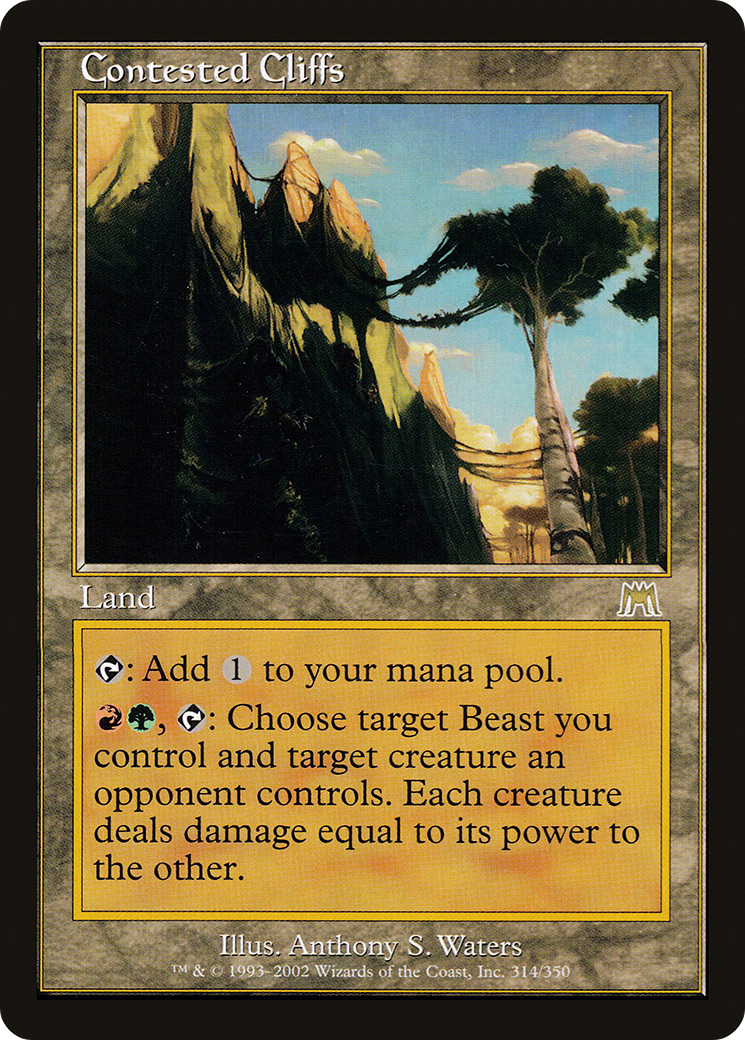 Contested Cliffs
Land
: Add 1 to your mana pool.
, : Choose target Beast you
control and target creature an
opponent controls. Each creature
deals damage equal to its power to
the other.
Illus. Anthony S. Waters
™ & © 1993–2002 Wizards of the Coast, Inc. 314/350